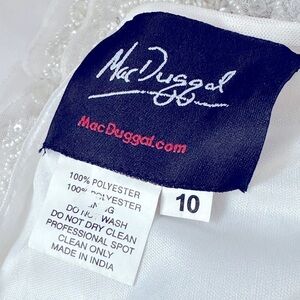 Mac Duggal
MacDuggal.com
100% POLYESTER
100% POLYESTER
10
DO NOT WASH
DO NOT DRY CLEAN
PROFESSIONAL SPOT
CLEAN ONLY
MADE IN INDIA